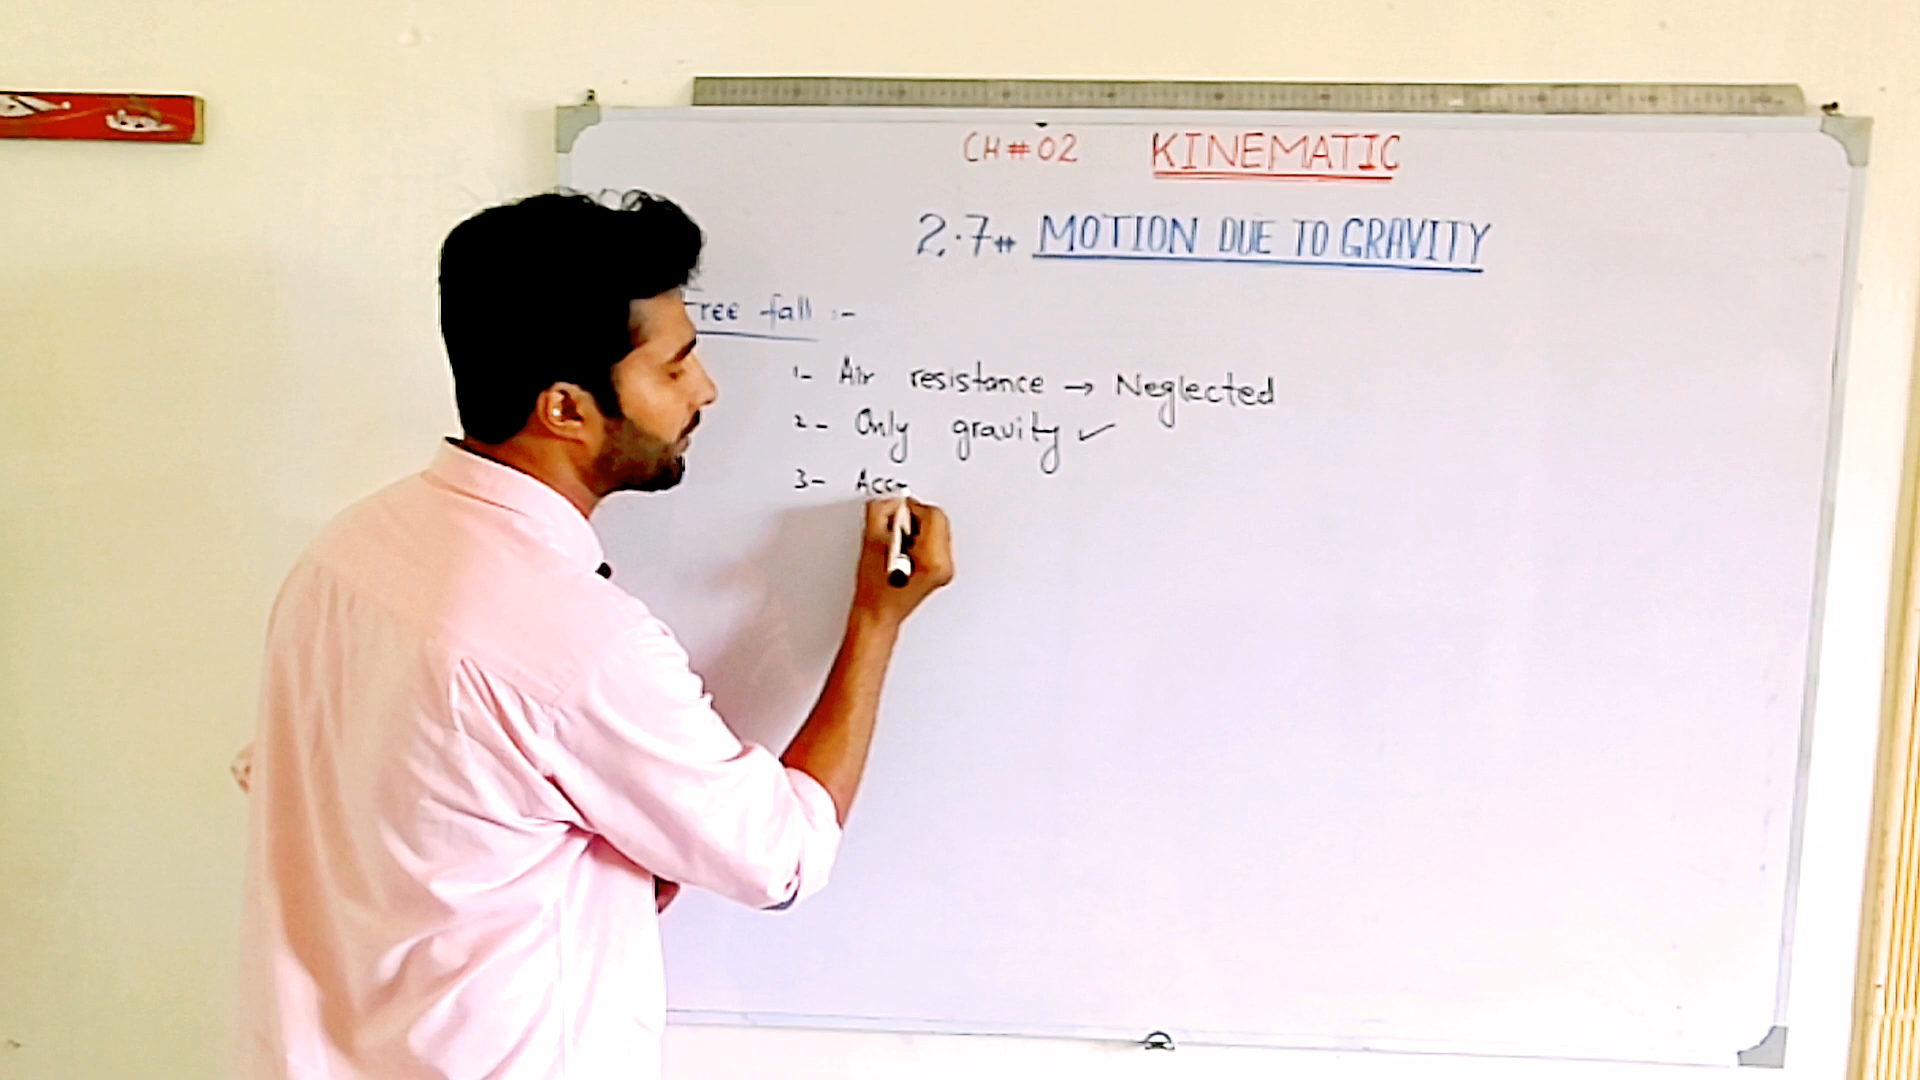 CH # 02 KINEMATIC
2.7# MOTION DUE TO GRAVITY
Free fall :-
1- Air resistance → Neglected
2- Only gravity ✓
3- Acc